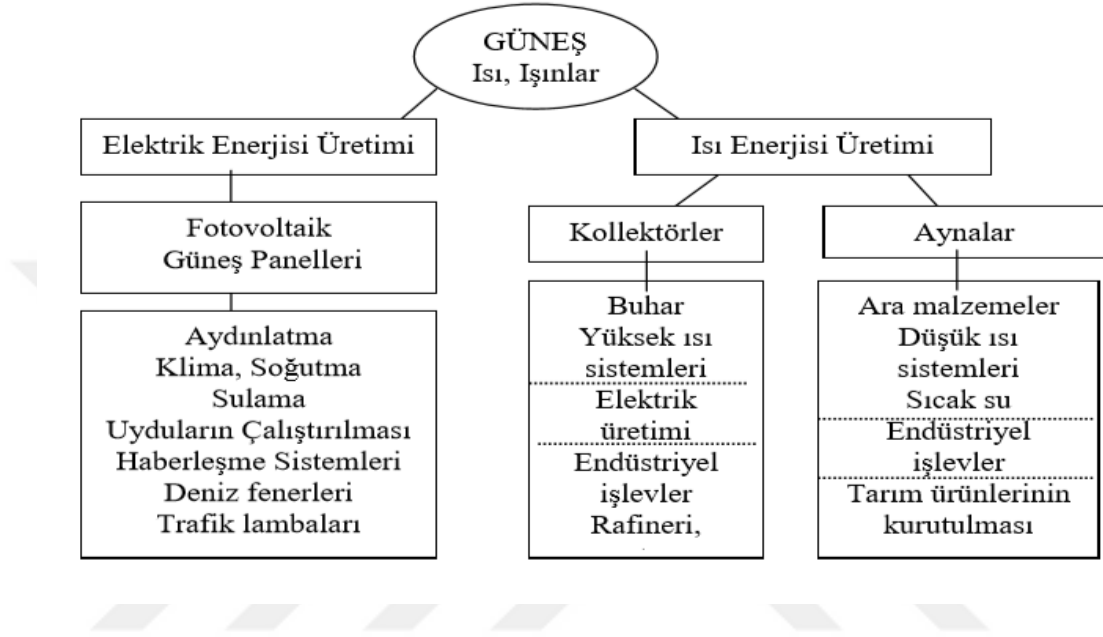 GÜNEŞ
Isı, Işınlar
Elektrik Enerjisi Üretimi
Isı Enerjisi Üretimi
Fotovoltaik
Güneş Panelleri
Kollektörler
Aynalar
Aydınlatma
Klima, Soğutma
Sulama
Uyduların Çalıştırılması
Haberleşme Sistemleri
Deniz fenerleri
Trafik lambaları
Buhar
Yüksek ısı
sistemleri
Elektrik
üretimi
Endüstriyel
işlevler
Rafineri,
Ara malzemeler
Düşük ısı
sistemleri
Sıcak su
Endüstriyel
işlevler
Tarım ürünlerinin
kurutulması